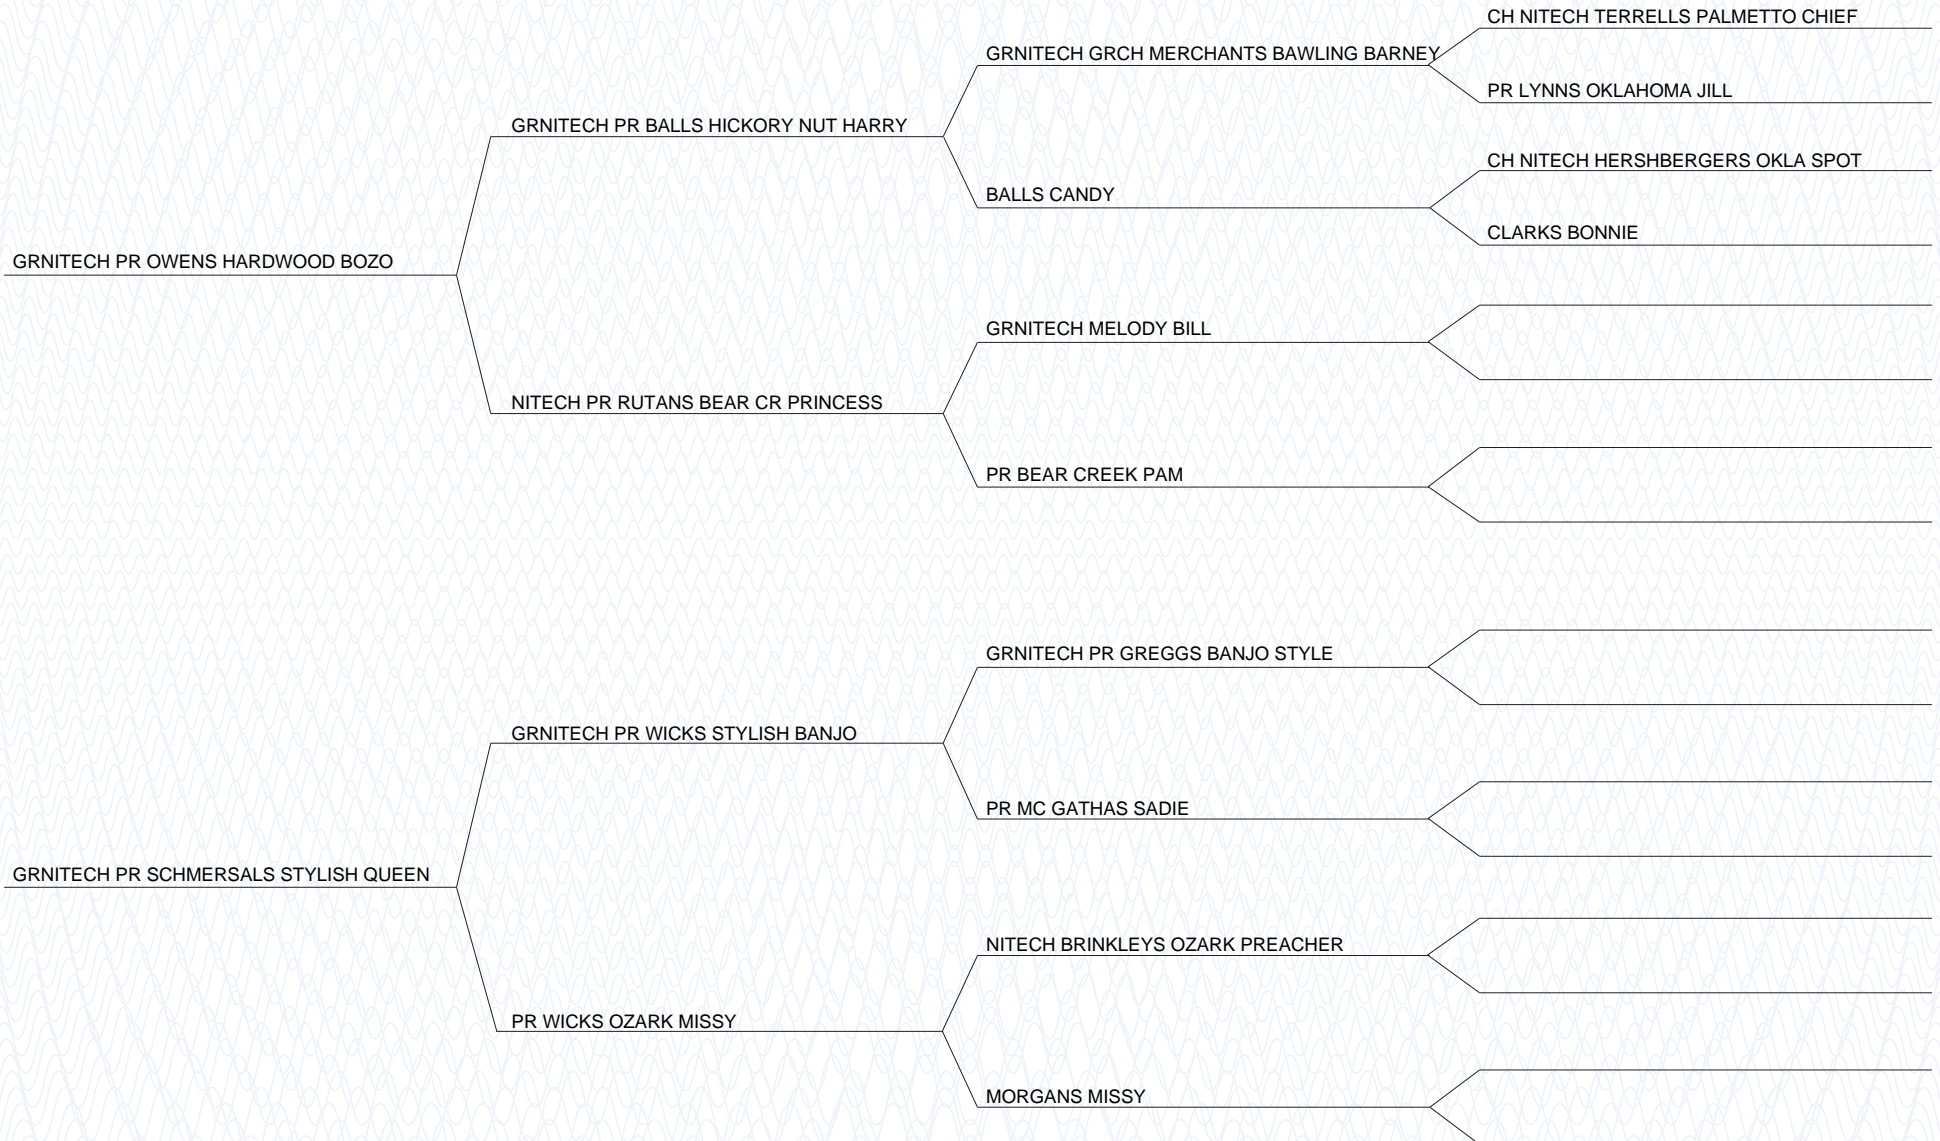 CH NITECH TERRELLS PALMETTO CHIEF
GRNITECH GRCH MERCHANTS BAWLING BARNEY
PR LYNNS OKLAHOMA JILL
GRNITECH PR BALLS HICKORY NUT HARRY
CH NITECH HERSHBERGERS OKLA SPOT
BALLS CANDY
CLARKS BONNIE
GRNITECH PR OWENS HARDWOOD BOZO
GRNITECH MELODY BILL
NITECH PR RUTANS BEAR CR PRINCESS
PR BEAR CREEK PAM
GRNITECH PR GREGGS BANJO STYLE
GRNITECH PR WICKS STYLISH BANJO
PR MC GATHAS SADIE
GRNITECH PR SCHMERSALS STYLISH QUEEN
NITECH BRINKLEYS OZARK PREACHER
PR WICKS OZARK MISSY
MORGANS MISSY